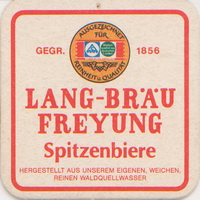 AUSGEZEICHNET
FÜR
REINHEIT u. QUALITÄT
GEGR. 1856
LANG-BRÄU
FREYUNG
Spitzenbiere
HERGESTELLT AUS UNSEREM EIGENEN, WEICHEN,
REINEN WALDQUELLWASSER